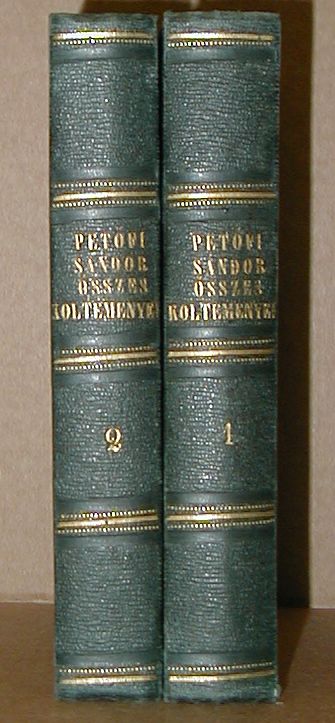 PETŐFI
SÁNDOR
ÖSSZES
KÖLTEMÉNYEI
2
PETŐFI
SÁNDOR
ÖSSZES
KÖLTEMÉNYEI
1